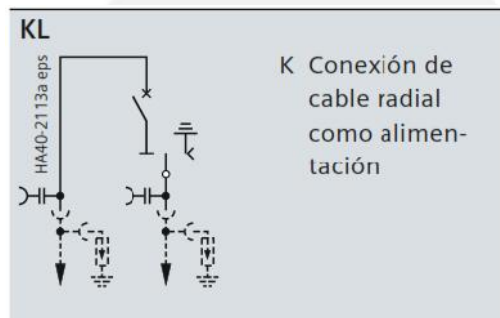 KL
HA40-2113a eps
K Conexión de
cable radial
como alimen-
tación